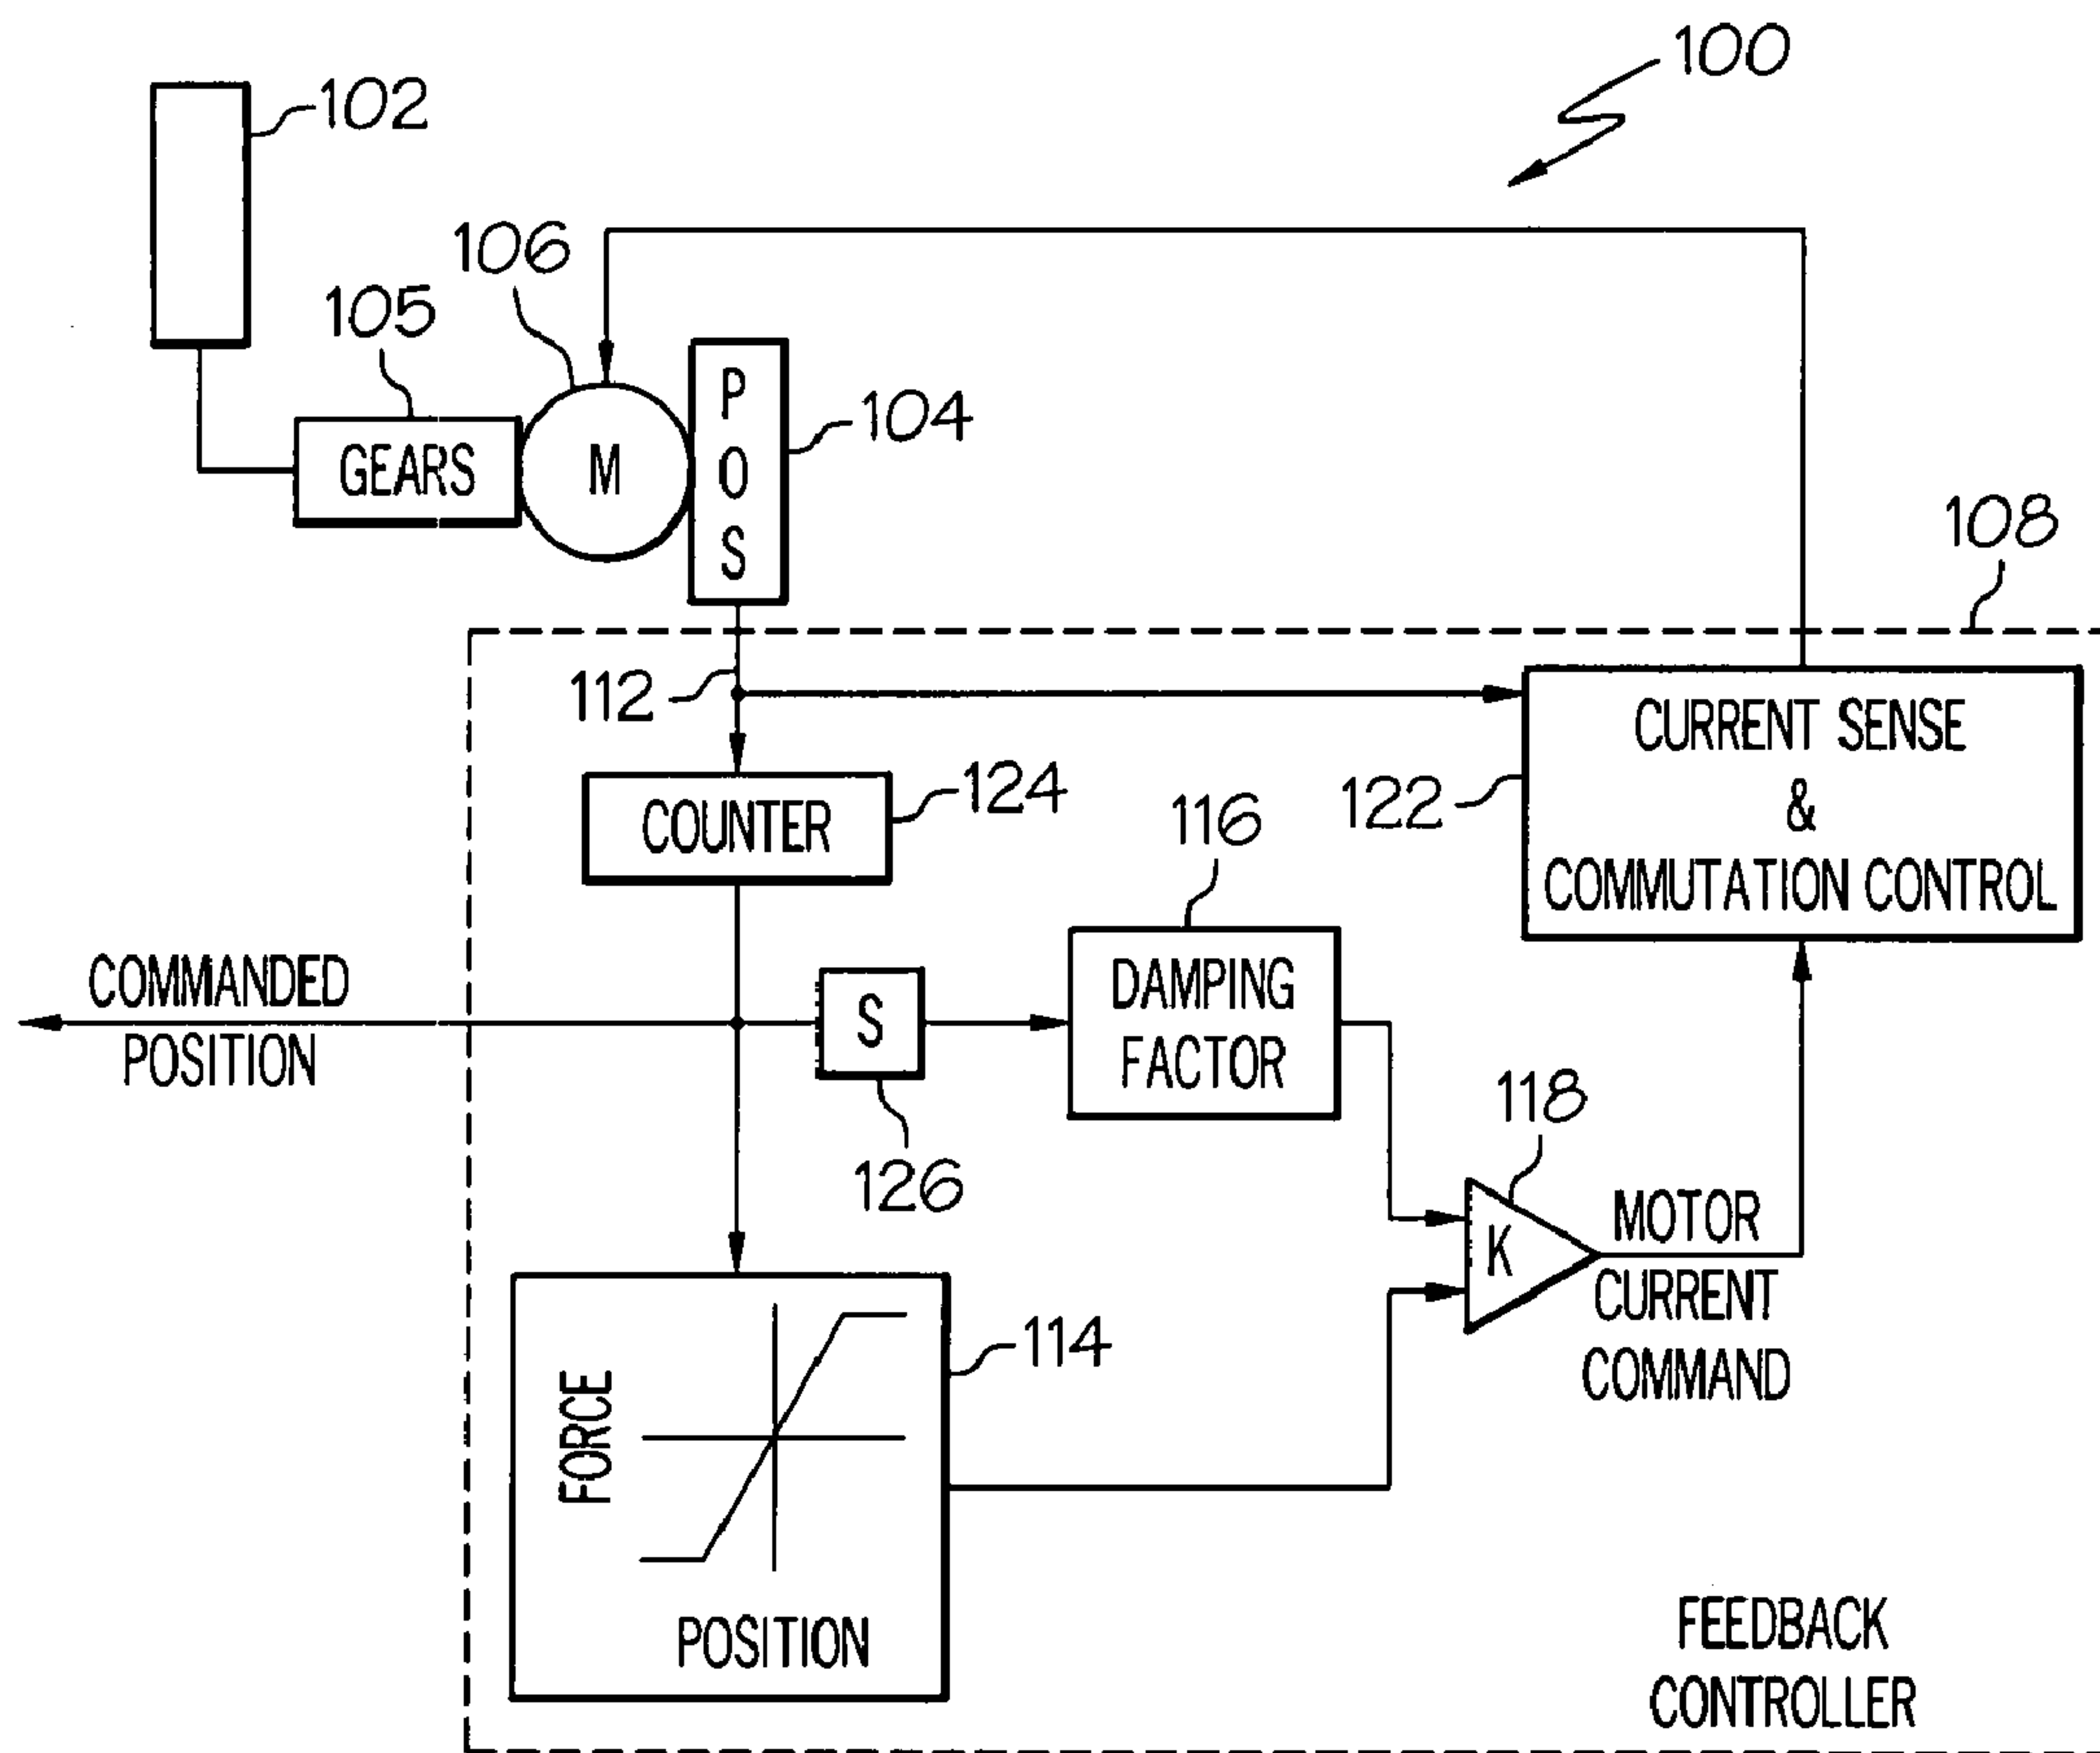 100
102
106
105
GEARS
M
P
O
S
104
108
112
CURRENT SENSE
&
COMMUTATION CONTROL
122
COUNTER
124
116
COMMANDED
POSITION
S
126
DAMPING
FACTOR
118
K
MOTOR
CURRENT
COMMAND
114
FORCE
POSITION
FEEDBACK
CONTROLLER